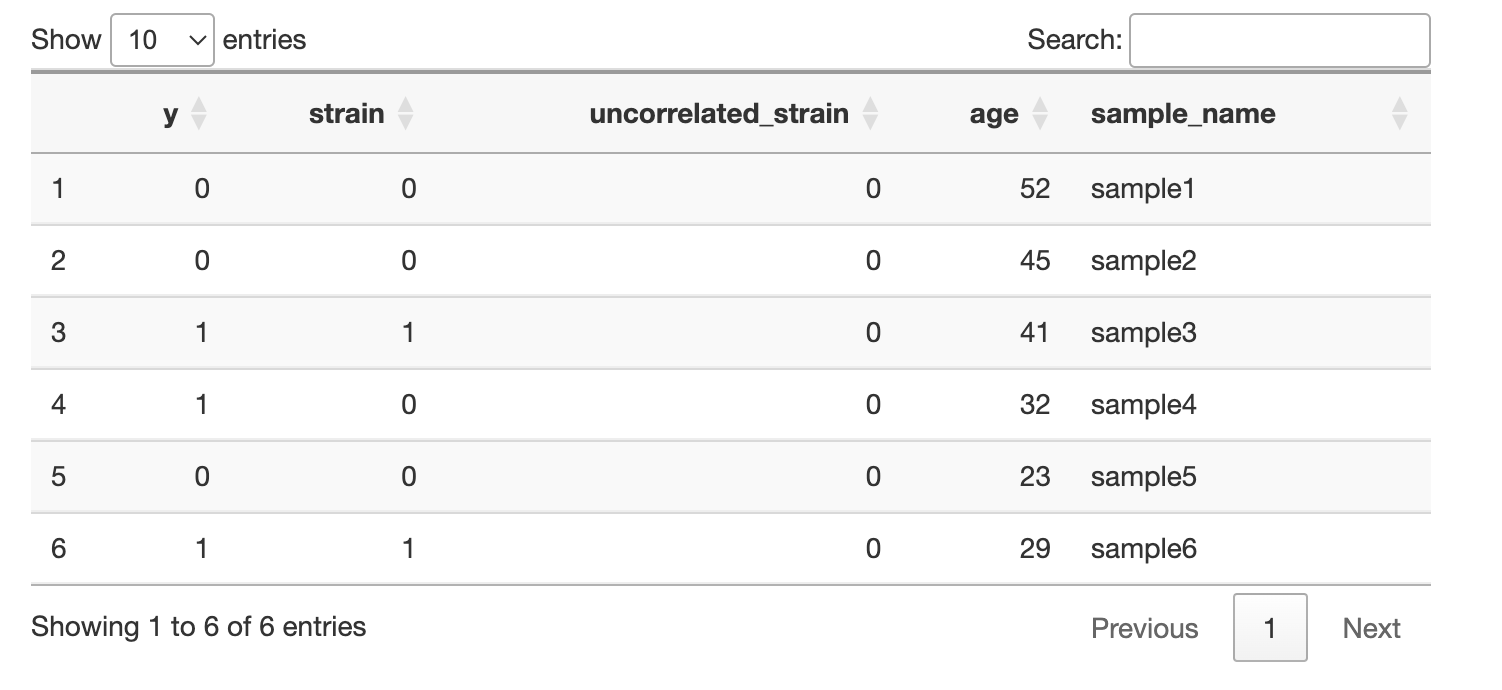 Show 10 entries Search:
y strain uncorrelated_strain age sample_name
1 0 0 0 52 sample1
2 0 0 0 45 sample2
3 1 1 0 41 sample3
4 1 0 0 32 sample4
5 0 0 0 23 sample5
6 1 1 0 29 sample6
Showing 1 to 6 of 6 entries Previous 1 Next